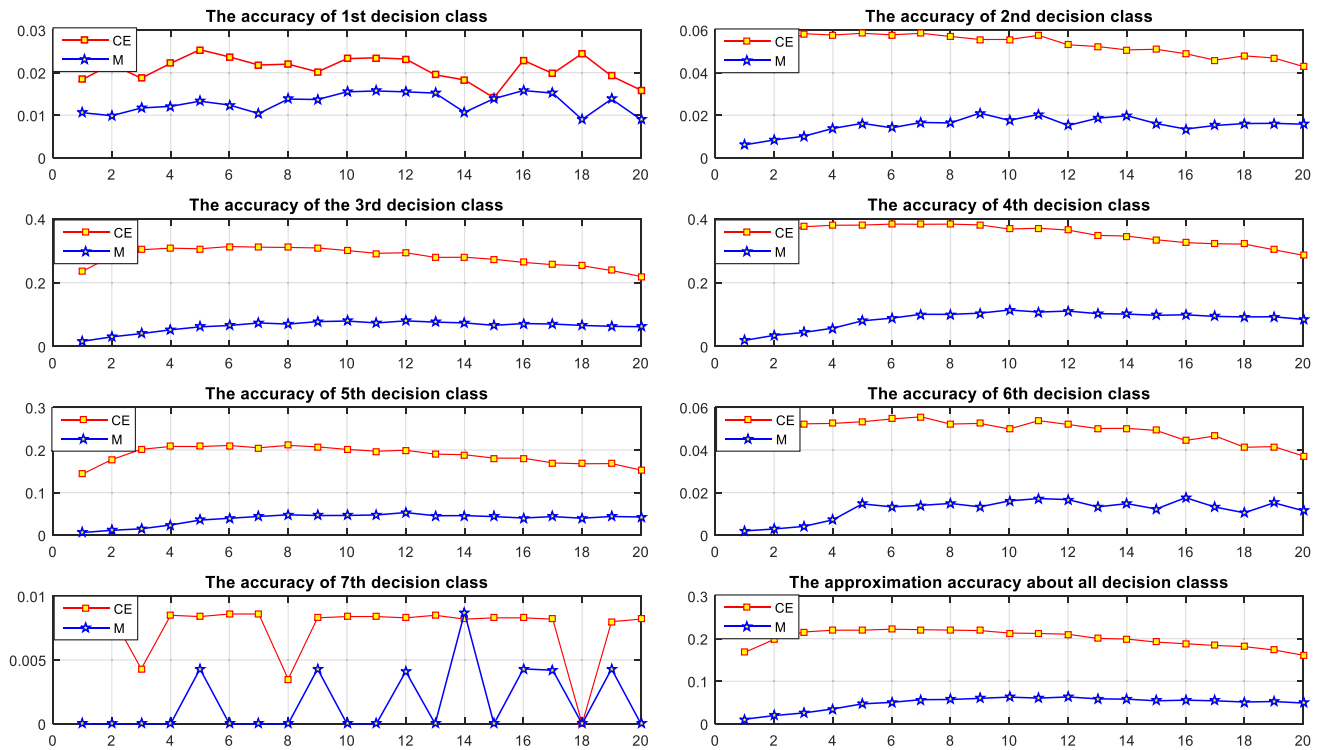 The accuracy of 1st decision class
0.03
0.02
0.01
0
CE
M
0 2 4 6 8 10 12 14 16 18 20
The accuracy of 2nd decision class
0.06
0.04
0.02
0
CE
M
0 2 4 6 8 10 12 14 16 18 20
The accuracy of the 3rd decision class
0.4
0.2
0
CE
M
0 2 4 6 8 10 12 14 16 18 20
The accuracy of 4th decision class
0.4
0.2
0
CE
M
0 2 4 6 8 10 12 14 16 18 20
The accuracy of 5th decision class
0.3
0.2
0.1
0
CE
M
0 2 4 6 8 10 12 14 16 18 20
The accuracy of 6th decision class
0.06
0.04
0.02
0
CE
M
0 2 4 6 8 10 12 14 16 18 20
The accuracy of 7th decision class
0.01
0.005
0
CE
M
0 2 4 6 8 10 12 14 16 18 20
The approximation accuracy about all decision classs
0.3
0.2
0.1
0
CE
M
0 2 4 6 8 10 12 14 16 18 20